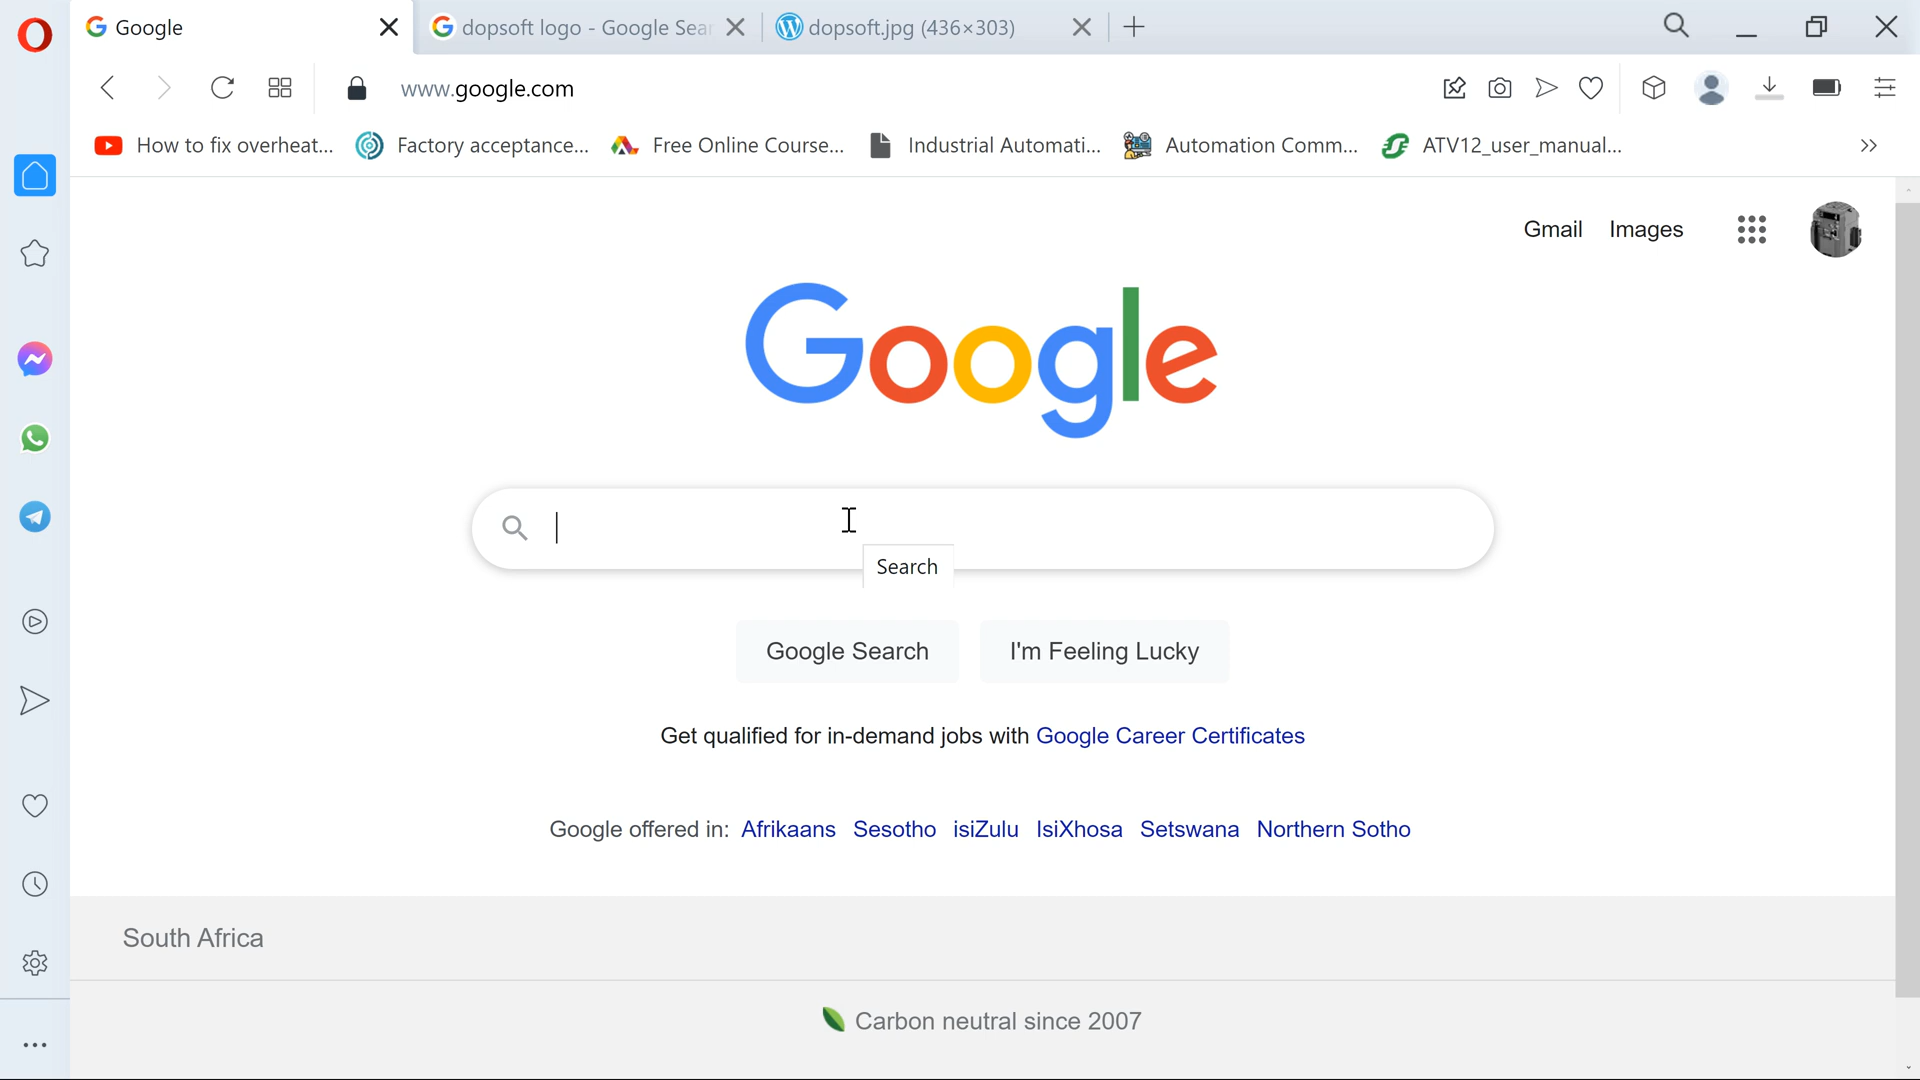 Google
dopsoft logo - Google Sear
dopsoft.jpg (436×303)
www.google.com
How to fix overheat...
Factory acceptance...
Free Online Course...
Industrial Automati...
Automation Comm...
ATV12_user_manual...
Gmail Images
Google
Search
Google Search
I'm Feeling Lucky
Get qualified for in-demand jobs with Google Career Certificates
Google offered in: Afrikaans Sesotho isiZulu IsiXhosa Setswana Northern Sotho
South Africa
Carbon neutral since 2007